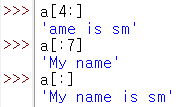 >>> a[4:]
'ame is sm'
>>> a[:7]
'My name'
>>> a[:]
'My name is sm'